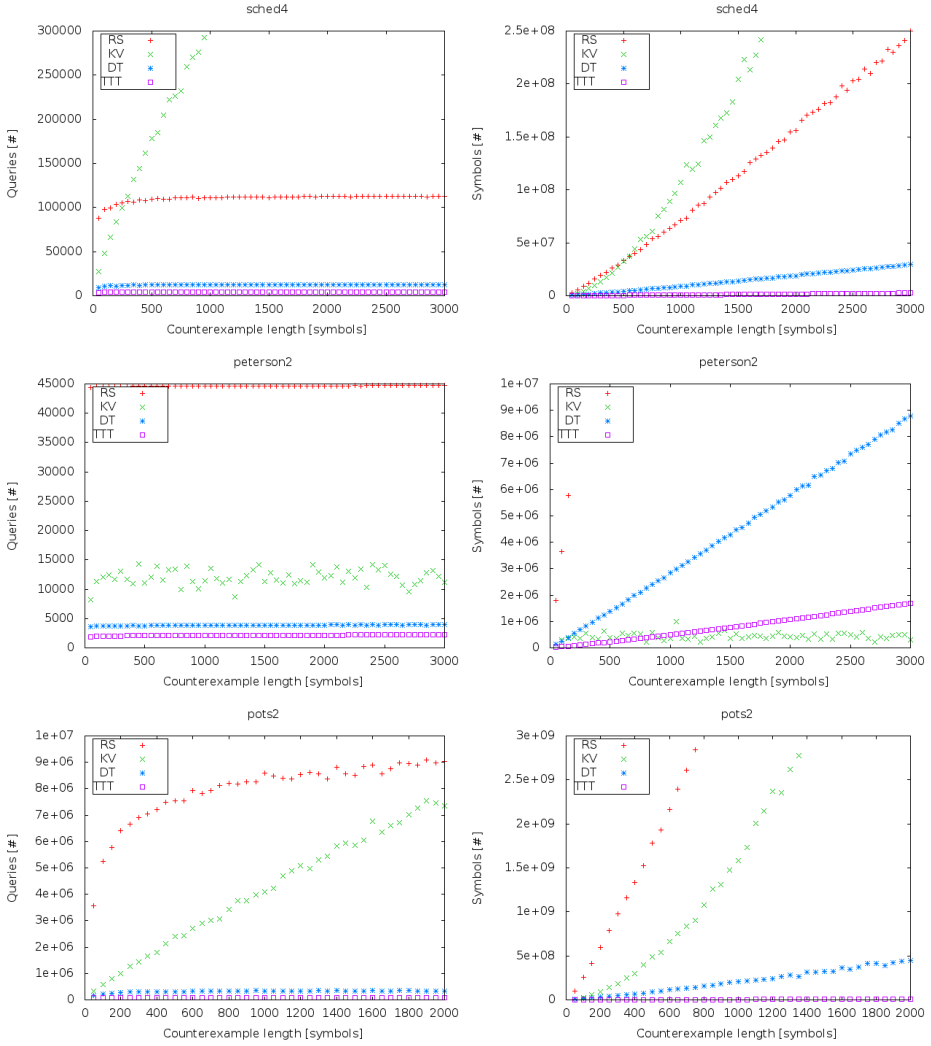 sched4
300000
250000
200000
150000
100000
50000
0
Queries [#]
RS
KV
DT
TTT
0 500 1000 1500 2000 2500 3000
Counterexample length [symbols]
sched4
2.5e+08
2e+08
1.5e+08
1e+08
5e+07
0
Symbols [#]
RS
KV
DT
TTT
0 500 1000 1500 2000 2500 3000
Counterexample length [symbols]
peterson2
45000
40000
35000
30000
25000
20000
15000
10000
5000
0
Queries [#]
RS
KV
DT
TTT
0 500 1000 1500 2000 2500 3000
Counterexample length [symbols]
peterson2
1e+07
9e+06
8e+06
7e+06
6e+06
5e+06
4e+06
3e+06
2e+06
1e+06
0
Symbols [#]
RS
KV
DT
TTT
0 500 1000 1500 2000 2500 3000
Counterexample length [symbols]
pots2
1e+07
9e+06
8e+06
7e+06
6e+06
5e+06
4e+06
3e+06
2e+06
1e+06
0
Queries [#]
RS
KV
DT
TTT
0 200 400 600 800 1000 1200 1400 1600 1800 2000
Counterexample length [symbols]
pots2
3e+09
2.5e+09
2e+09
1.5e+09
1e+09
5e+08
0
Symbols [#]
RS
KV
DT
TTT
0 200 400 600 800 1000 1200 1400 1600 1800 2000
Counterexample length [symbols]